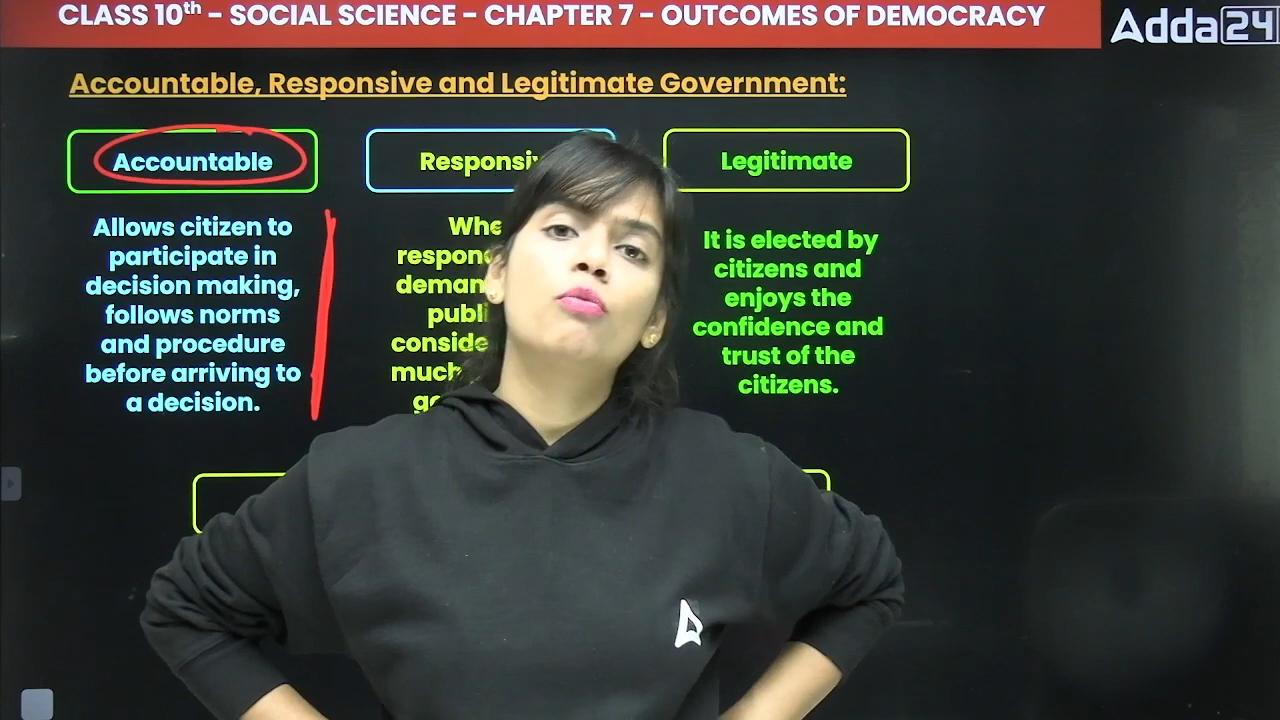 CLASS 10th - SOCIAL SCIENCE - CHAPTER 7 - OUTCOMES OF DEMOCRACY
Adda24
Accountable, Responsive and Legitimate Government:
Accountable
Legitimate
Allows citizen to
participate in
decision making,
follows norms
and procedure
before arriving to
a decision.
It is elected by
citizens and
enjoys the
confidence and
trust of the
citizens.